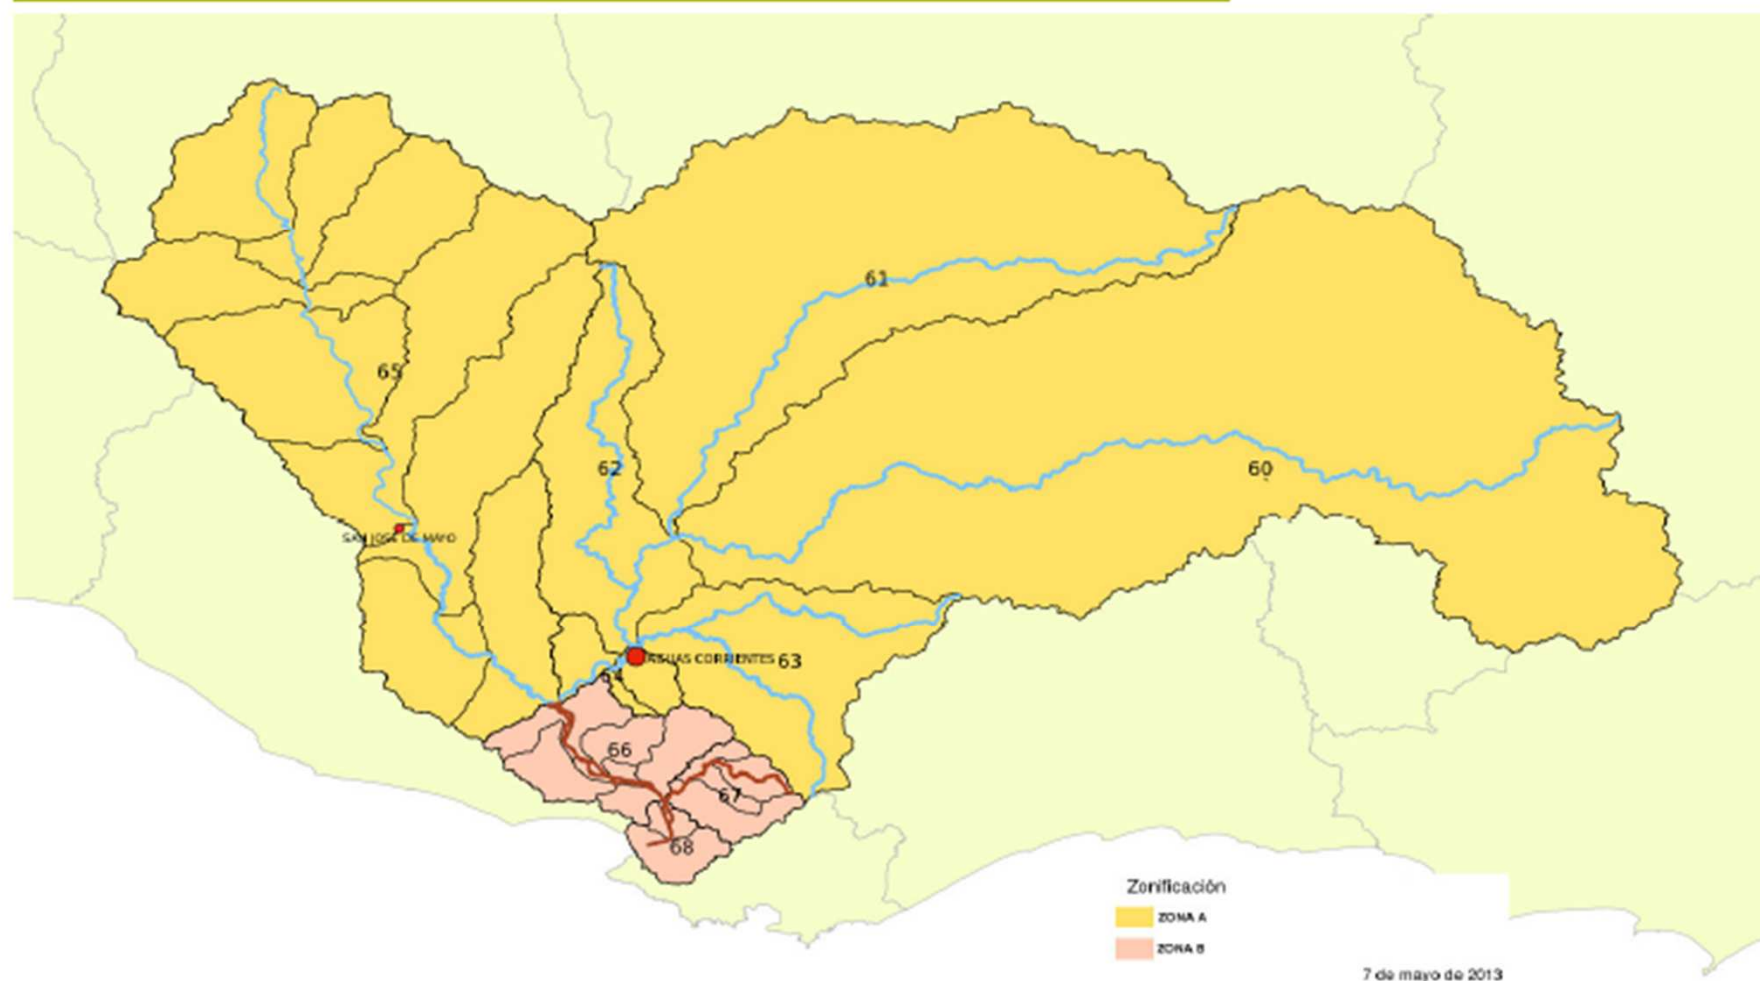 61
65
62
60
SAN JOSE DE MAYO
AGUAS CORRIENTES 63
64
66
67
68
Zonificación
ZONA A
ZONA B
7 de mayo de 2013